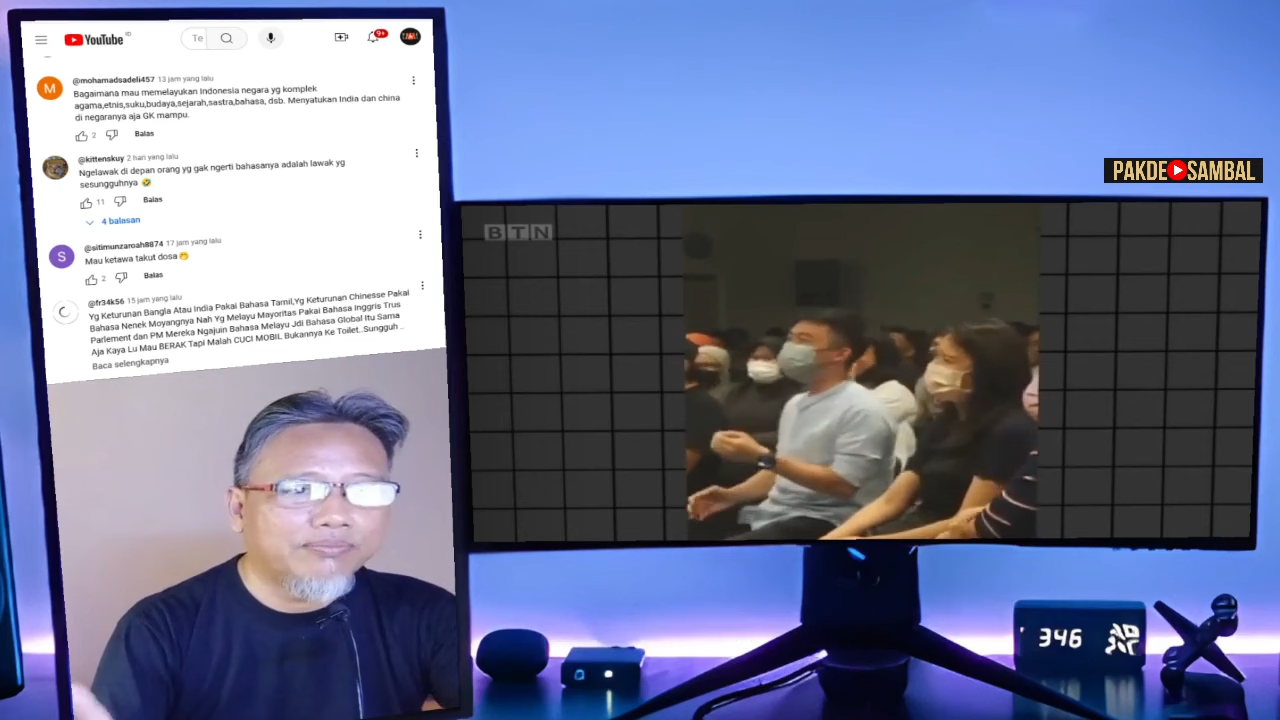 YouTube ID
Te
9+
@mohamadsadeli457 13 jam yang lalu
Bagaimana mau memelayukan Indonesia negara yg komplek
agama,etnis,suku,budaya,sejarah,sastra,bahasa, dsb. Menyatukan India dan china
di negaranya aja GK mampu.
2 Balas
@kittenskuy 2 hari yang lalu
Ngelawak di depan orang yg gak ngerti bahasanya adalah lawak yg
sesungguhnya 🤣
11 Balas
4 balasan
@sitimunzaroah8874 17 jam yang lalu
Mau ketawa takut dosa 🤭
2 Balas
@fr34k56 15 jam yang lalu
Yg Keturunan Bangla Atau India Pakai Bahasa Tamil,Yg Keturunan Chinesse Pakai
Bahasa Nenek Moyangnya Nah Yg Melayu Mayoritas Pakai Bahasa Inggris Trus
Parlement dan PM Mereka Ngajuin Bahasa Melayu Jdi Bahasa Global Itu Sama
Aja Kaya Lu Mau BERAK Tapi Malah CUCI MOBIL Bukannya Ke Toilet..Sungguh ..
Baca selengkapnya
M
S
BTN
PAKDE SAMBAL
346